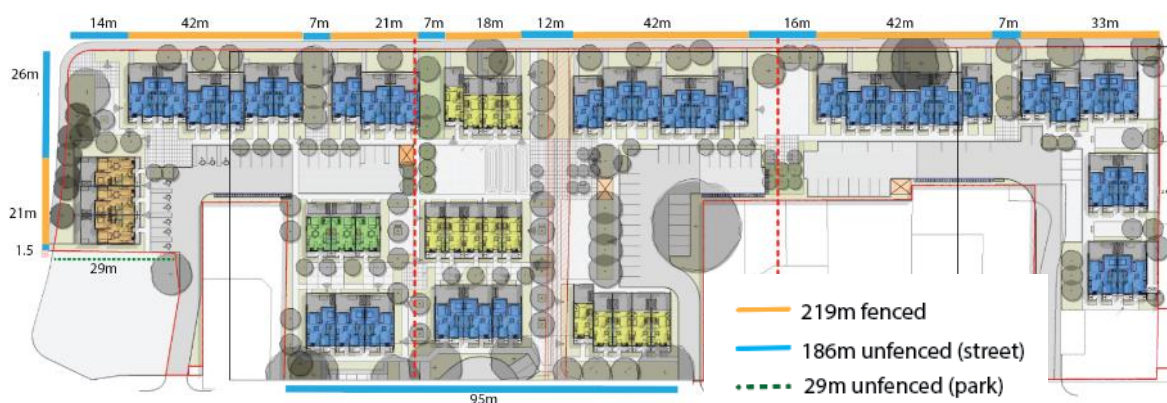 14m 42m 7m 21m 7m 18m 12m 42m 16m 42m 7m 33m
26m
21m
1.5
29m
219m fenced
186m unfenced (street)
29m unfenced (park)
95m